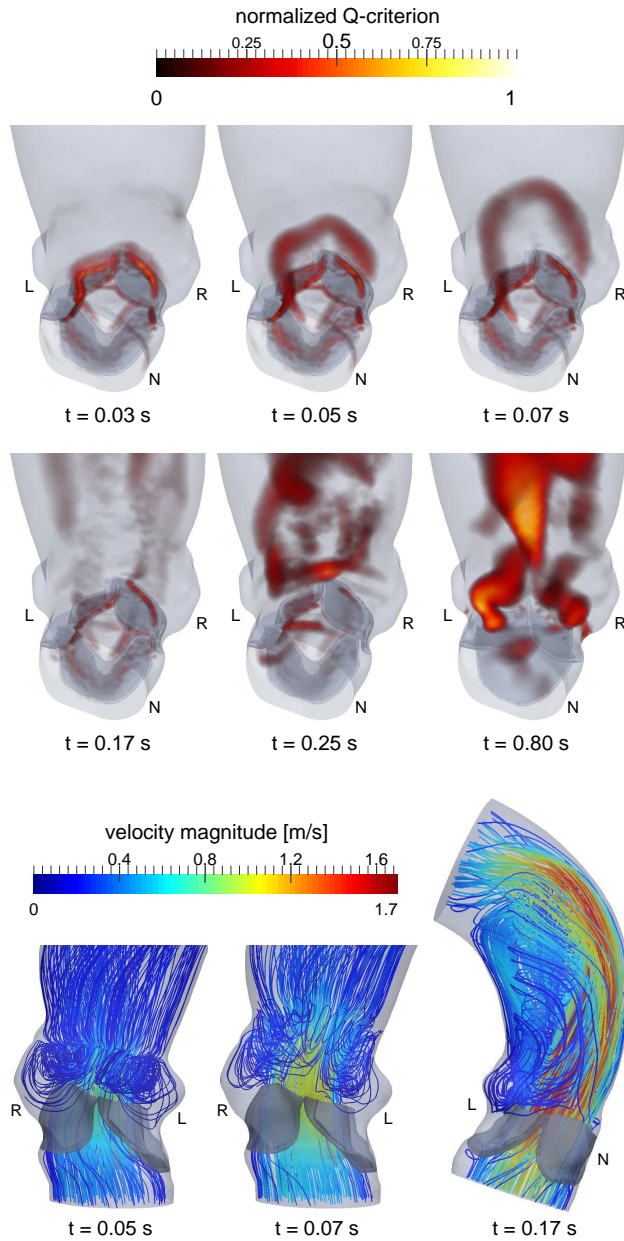 normalized Q-criterion
0.25 0.5 0.75
0 1
L R N
t = 0.03 s
L R N
t = 0.05 s
L R N
t = 0.07 s
L R N
t = 0.17 s
L R N
t = 0.25 s
L R N
t = 0.80 s
velocity magnitude [m/s]
0.4 0.8 1.2 1.6
0 1.7
R L
t = 0.05 s
R L
t = 0.07 s
L N
t = 0.17 s